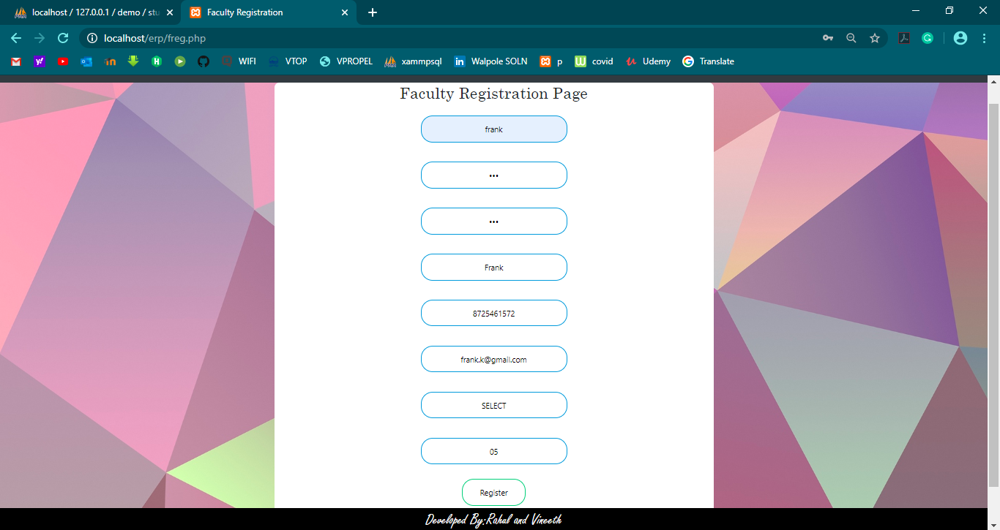 localhost / 127.0.0.1 / demo / stu
Faculty Registration
localhost/erp/freg.php
WIFI VTOP VPROPEL xammpsql Walpole SOLN p covid Udemy Translate
Faculty Registration Page
frank
•••
•••
Frank
8725461572
frank.k@gmail.com
SELECT
05
Register
Developed By:Rahul and Vineeth